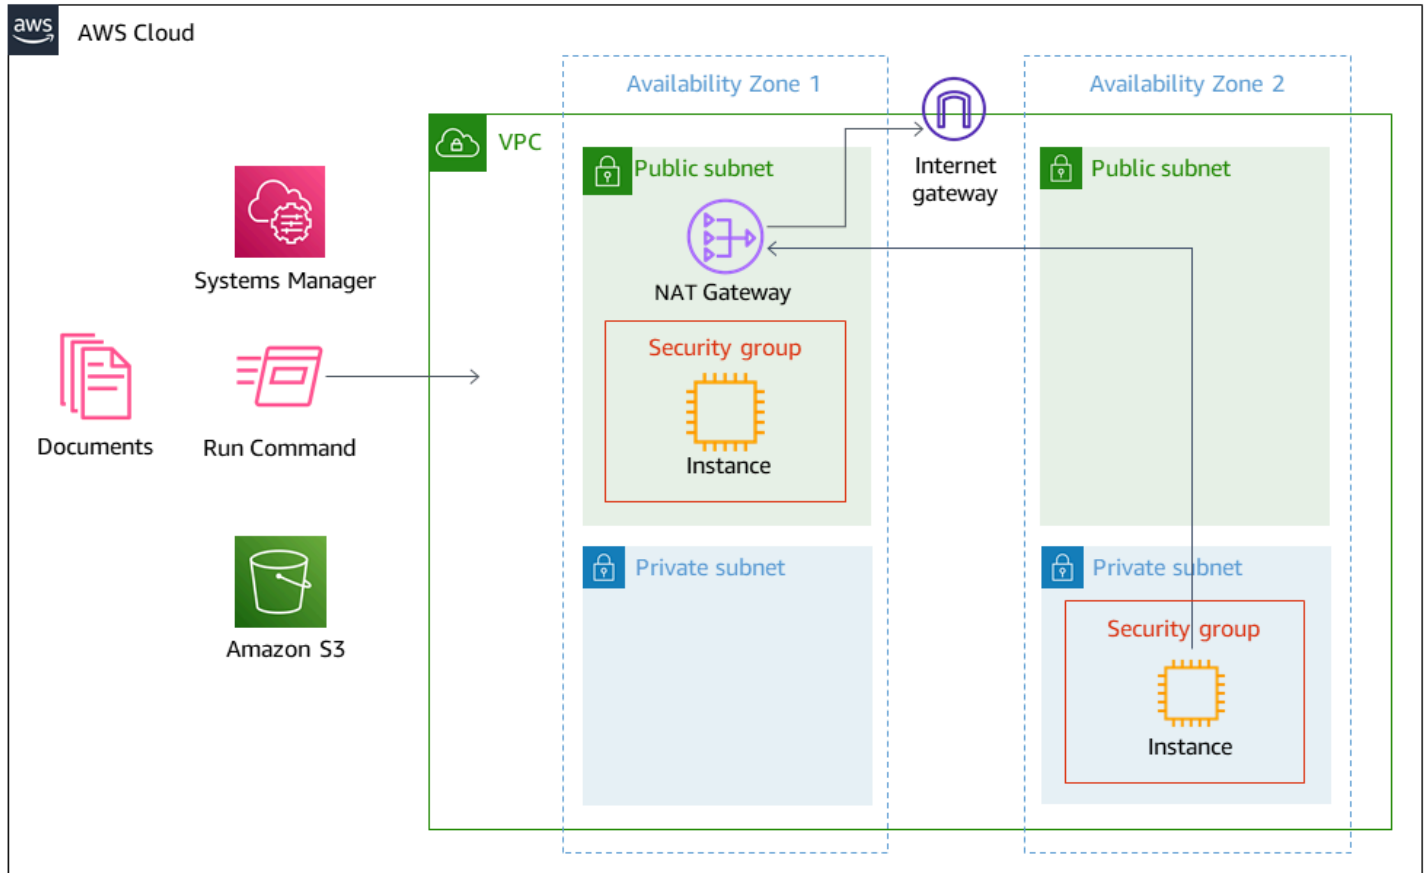 aws
AWS Cloud
Availability Zone 1
Availability Zone 2
VPC
Public subnet
Internet
gateway
Public subnet
NAT Gateway
Systems Manager
Security group
Instance
Documents
Run Command
Private subnet
Private subnet
Amazon S3
Security group
Instance